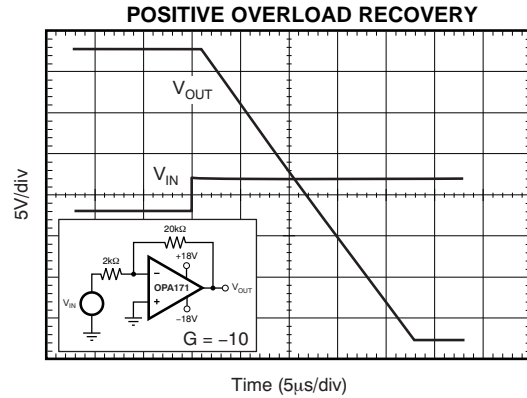 POSITIVE OVERLOAD RECOVERY
VOUT
VIN
5V/div
20kΩ
+18V
2kΩ
OPA171
VOUT
VIN
−18V
G = −10
Time (5μs/div)